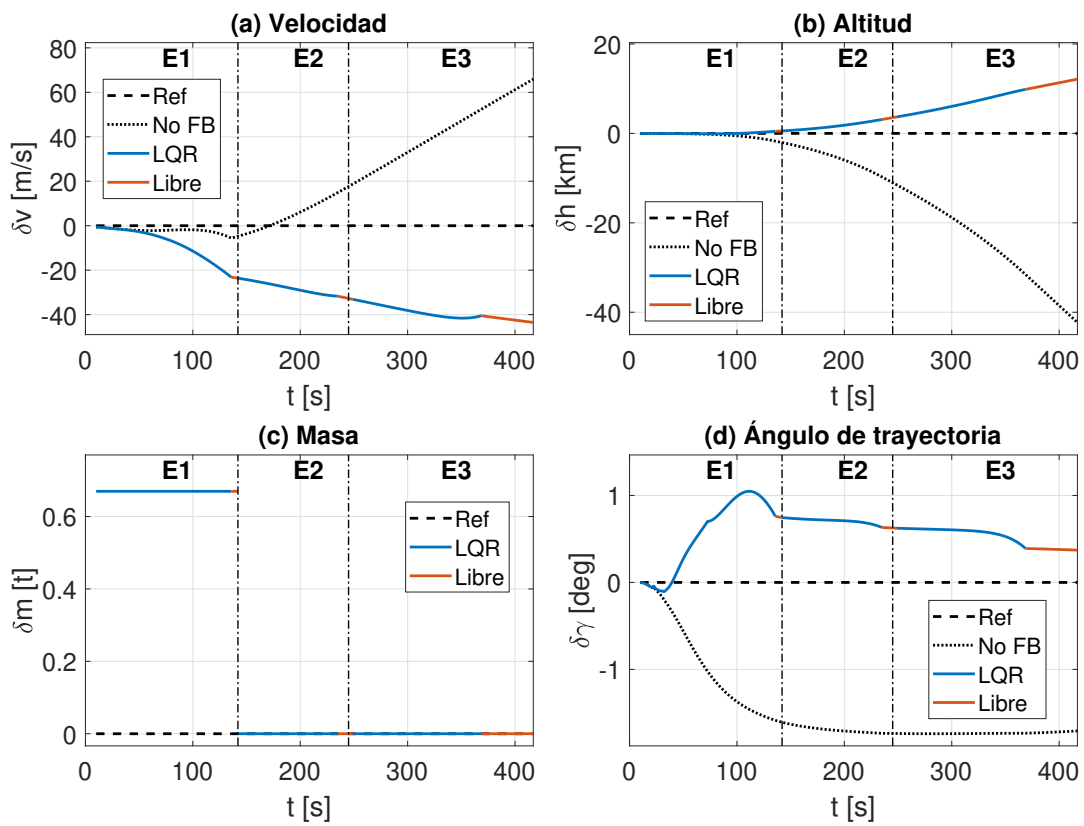 (a) Velocidad
E1 E2 E3
80
60
40
20
0
-20
-40
δv [m/s]
Ref
No FB
LQR
Libre
0 100 200 300 400
t [s]
(b) Altitud
E1 E2 E3
20
0
-20
-40
δh [km]
Ref
No FB
LQR
Libre
0 100 200 300 400
t [s]
(c) Masa
E1 E2 E3
0.6
0.4
0.2
0
δm [t]
Ref
LQR
Libre
0 100 200 300 400
t [s]
(d) Ángulo de trayectoria
E1 E2 E3
1
0
-1
δγ [deg]
Ref
No FB
LQR
Libre
0 100 200 300 400
t [s]